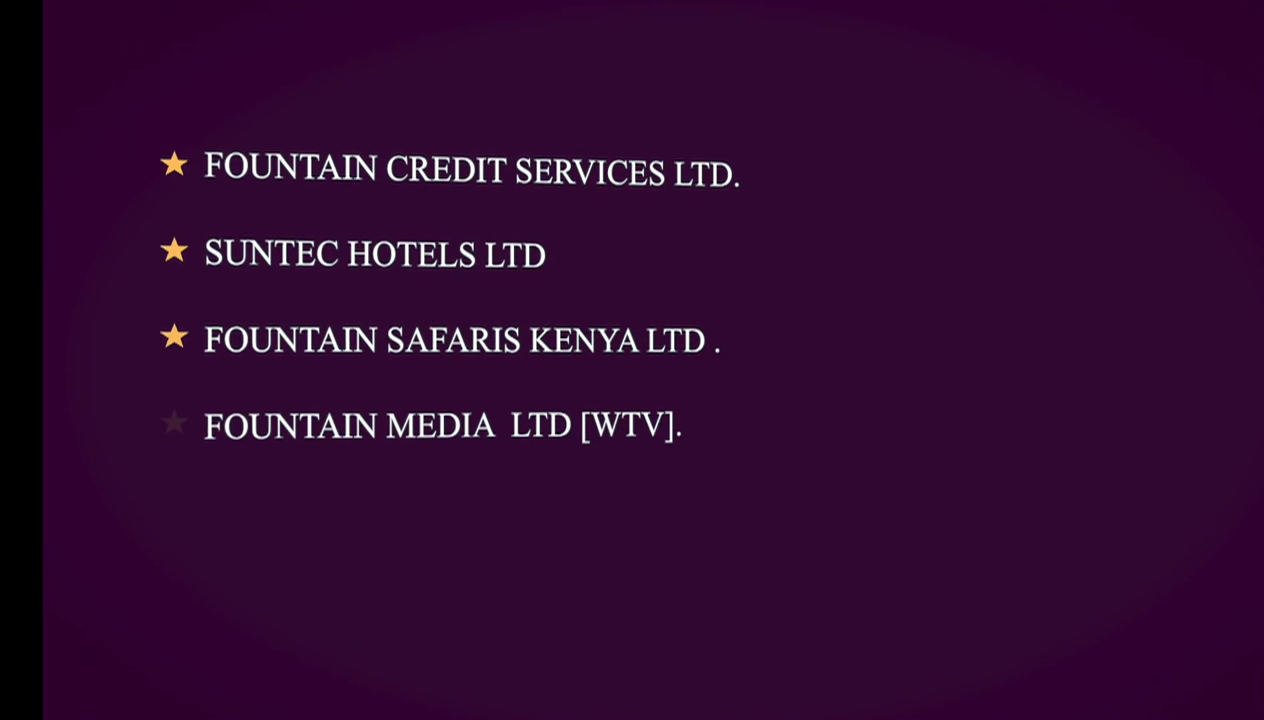 FOUNTAIN CREDIT SERVICES LTD.
SUNTEC HOTELS LTD
FOUNTAIN SAFARIS KENYA LTD .
FOUNTAIN MEDIA  LTD [WTV].